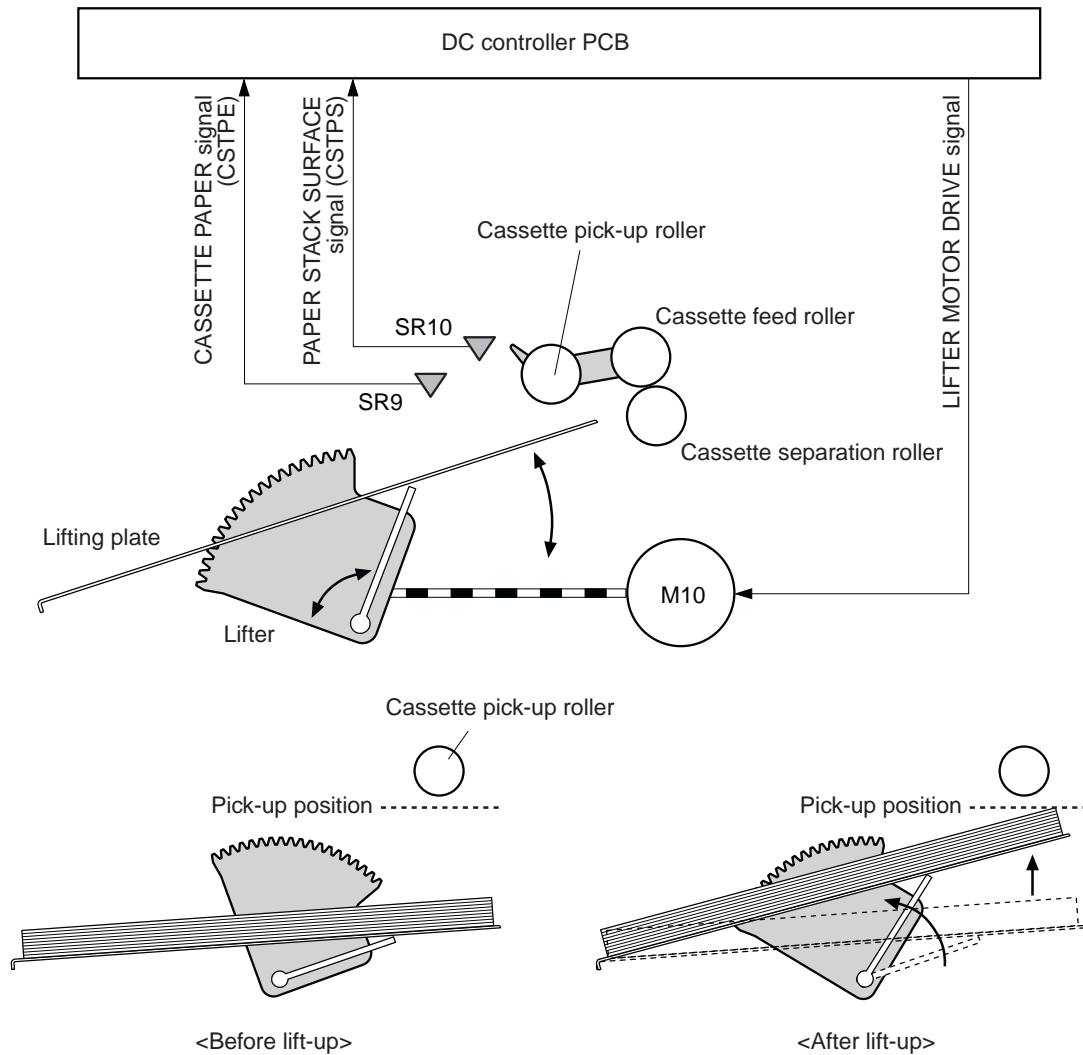 DC controller PCB
CASSETTE PAPER signal
(CSTPE)
PAPER STACK SURFACE
signal (CSTPS)
LIFTER MOTOR DRIVE signal
Cassette pick-up roller
SR10
Cassette feed roller
SR9
Cassette separation roller
Lifting plate
M10
Lifter
Cassette pick-up roller
Pick-up position
Pick-up position
<Before lift-up>
<After lift-up>